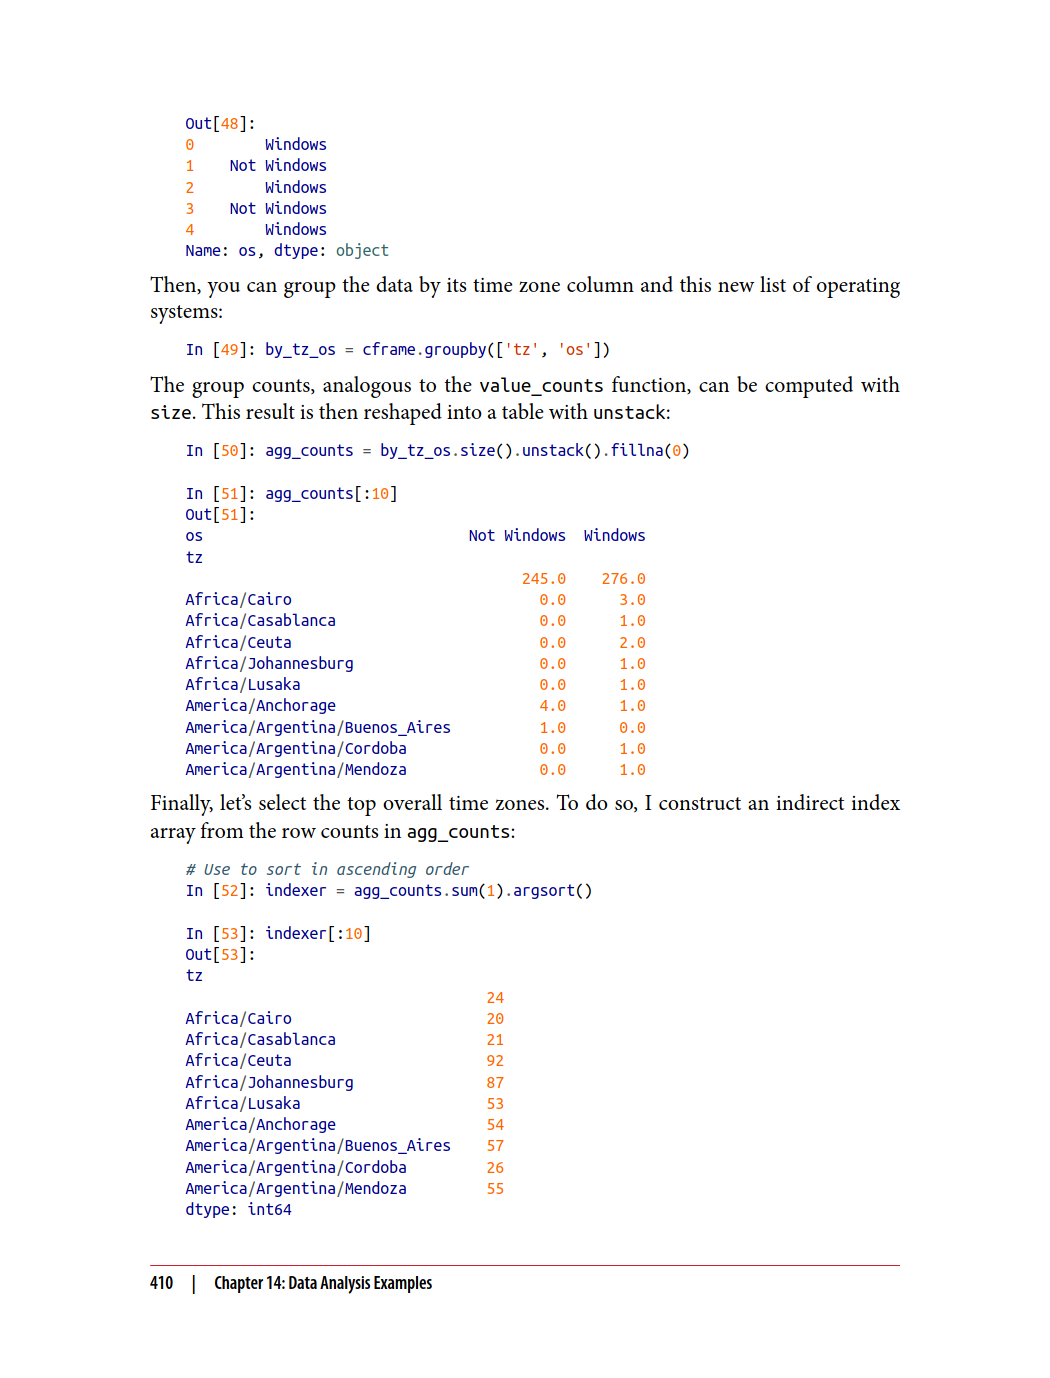 Out[48]:
0        Windows
1    Not Windows
2        Windows
3    Not Windows
4        Windows
Name: os, dtype: object
Then, you can group the data by its time zone column and this new list of operating
systems:
In [49]: by_tz_os = cframe.groupby(['tz', 'os'])
The group counts, analogous to the value_counts function, can be computed with
size. This result is then reshaped into a table with unstack:
In [50]: agg_counts = by_tz_os.size().unstack().fillna(0)
In [51]: agg_counts[:10]
Out[51]:
os                              Not Windows  Windows
tz
                                      245.0    276.0
Africa/Cairo                            0.0      3.0
Africa/Casablanca                       0.0      1.0
Africa/Ceuta                            0.0      2.0
Africa/Johannesburg                     0.0      1.0
Africa/Lusaka                           0.0      1.0
America/Anchorage                       4.0      1.0
America/Argentina/Buenos_Aires          1.0      0.0
America/Argentina/Cordoba               0.0      1.0
America/Argentina/Mendoza               0.0      1.0
Finally, let’s select the top overall time zones. To do so, I construct an indirect index
array from the row counts in agg_counts:
# Use to sort in ascending order
In [52]: indexer = agg_counts.sum(1).argsort()
In [53]: indexer[:10]
Out[53]:
tz
                                  24
Africa/Cairo                      20
Africa/Casablanca                 21
Africa/Ceuta                      92
Africa/Johannesburg               87
Africa/Lusaka                     53
America/Anchorage                 54
America/Argentina/Buenos_Aires    57
America/Argentina/Cordoba         26
America/Argentina/Mendoza         55
dtype: int64
410 | Chapter 14: Data Analysis Examples